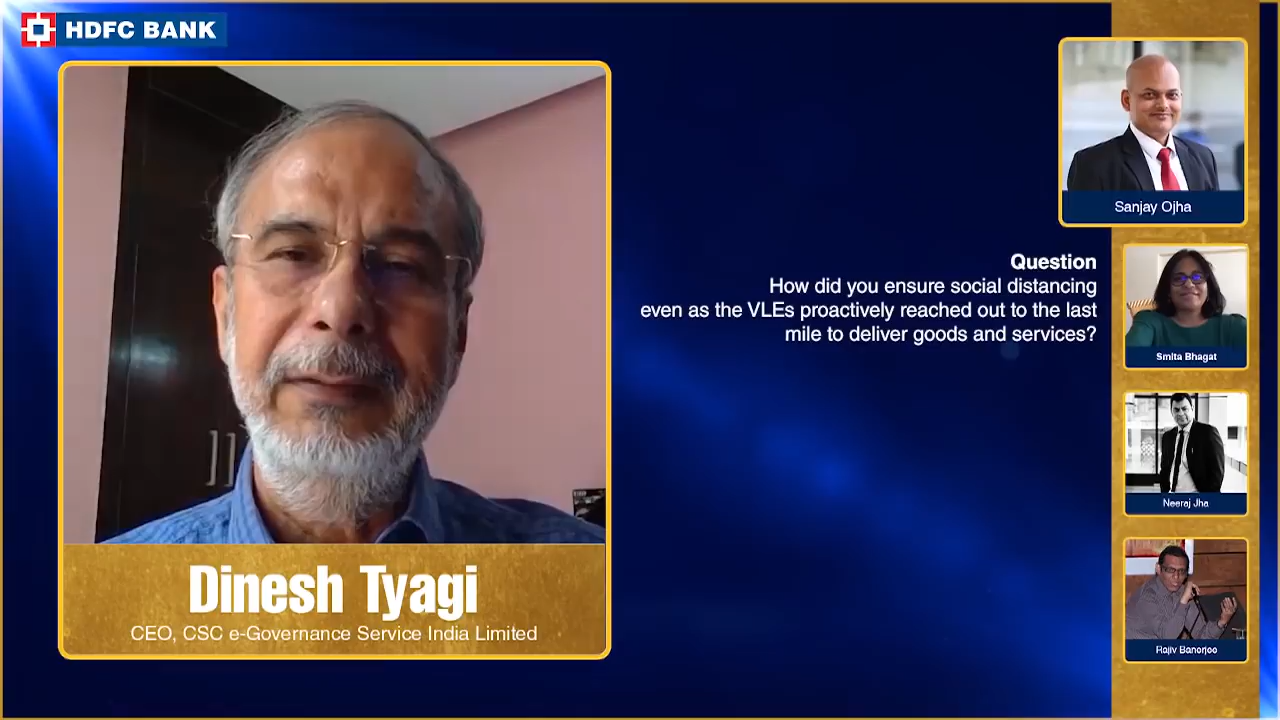 HDFC BANK
Dinesh Tyagi
CEO, CSC e-Governance Service India Limited
Question
How did you ensure social distancing
even as the VLEs proactively reached out to the last
mile to deliver goods and services?
Sanjay Ojha
Smita Bhagat
Neeraj Jha
Rajiv Banerjee